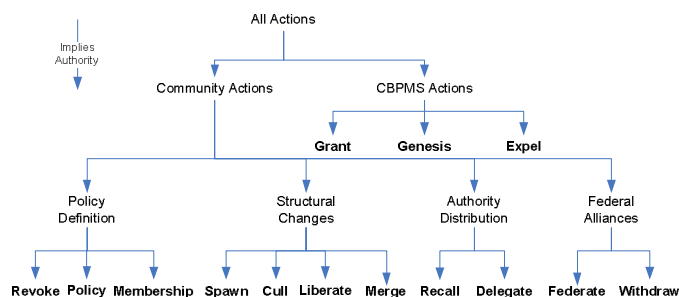 All Actions
Implies
Authority
Community Actions
CBPMS Actions
Grant
Genesis
Expel
Policy
Definition
Structural
Changes
Authority
Distribution
Federal
Alliances
Revoke
Policy
Membership
Spawn
Cull
Liberate
Merge
Recall
Delegate
Federate
Withdraw